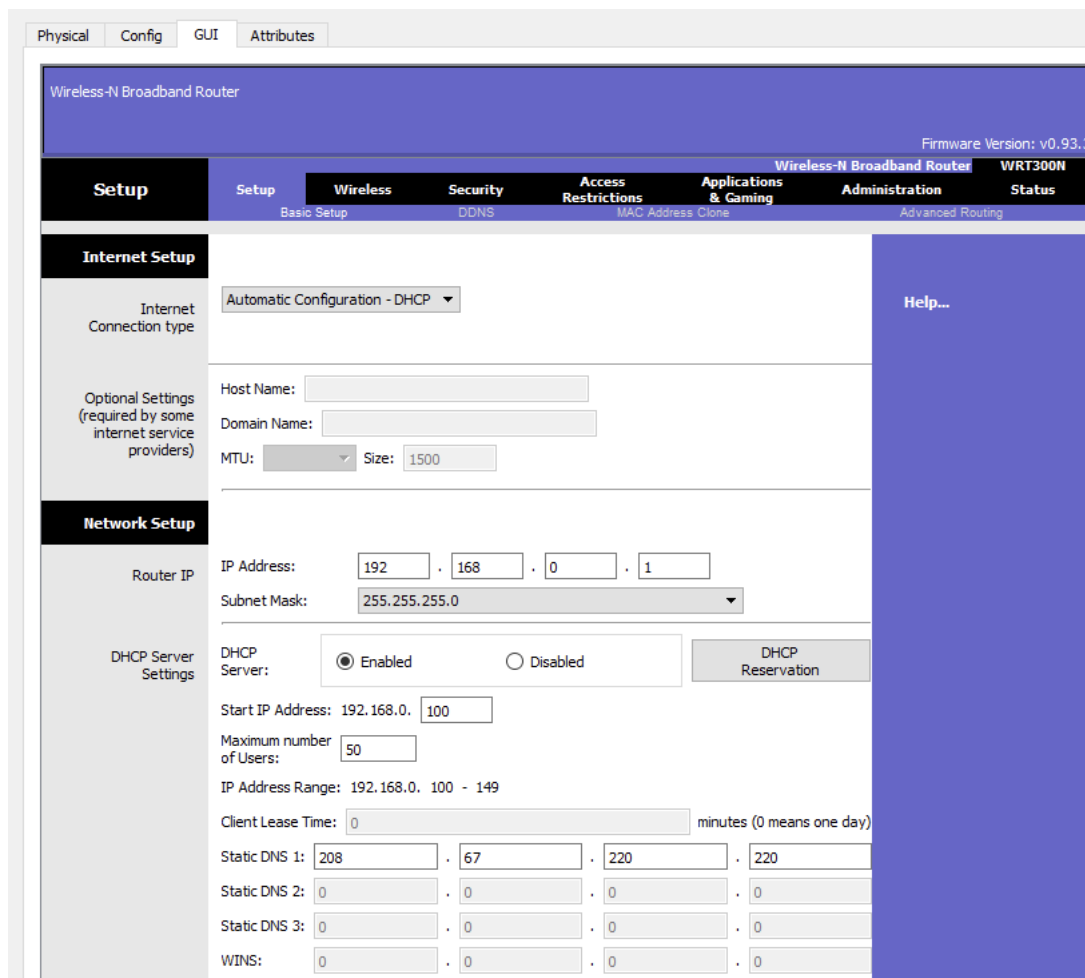 Physical Config GUI Attributes
Wireless-N Broadband Router
Firmware Version: v0.93.
Wireless-N Broadband Router WRT300N
Setup Setup Wireless Security Access Restrictions Applications & Gaming Administration Status
Basic Setup DDNS MAC Address Clone Advanced Routing
Internet Setup
Internet Connection type Automatic Configuration - DHCP
Help...
Optional Settings (required by some internet service providers)
Host Name:
Domain Name:
MTU: Size: 1500
Network Setup
Router IP
IP Address: 192 . 168 . 0 . 1
Subnet Mask: 255.255.255.0
DHCP Server Settings
DHCP Server: Enabled Disabled DHCP Reservation
Start IP Address: 192.168.0. 100
Maximum number of Users: 50
IP Address Range: 192.168.0. 100 - 149
Client Lease Time: 0 minutes (0 means one day)
Static DNS 1: 208 . 67 . 220 . 220
Static DNS 2: 0 . 0 . 0 . 0
Static DNS 3: 0 . 0 . 0 . 0
WINS: 0 . 0 . 0 . 0